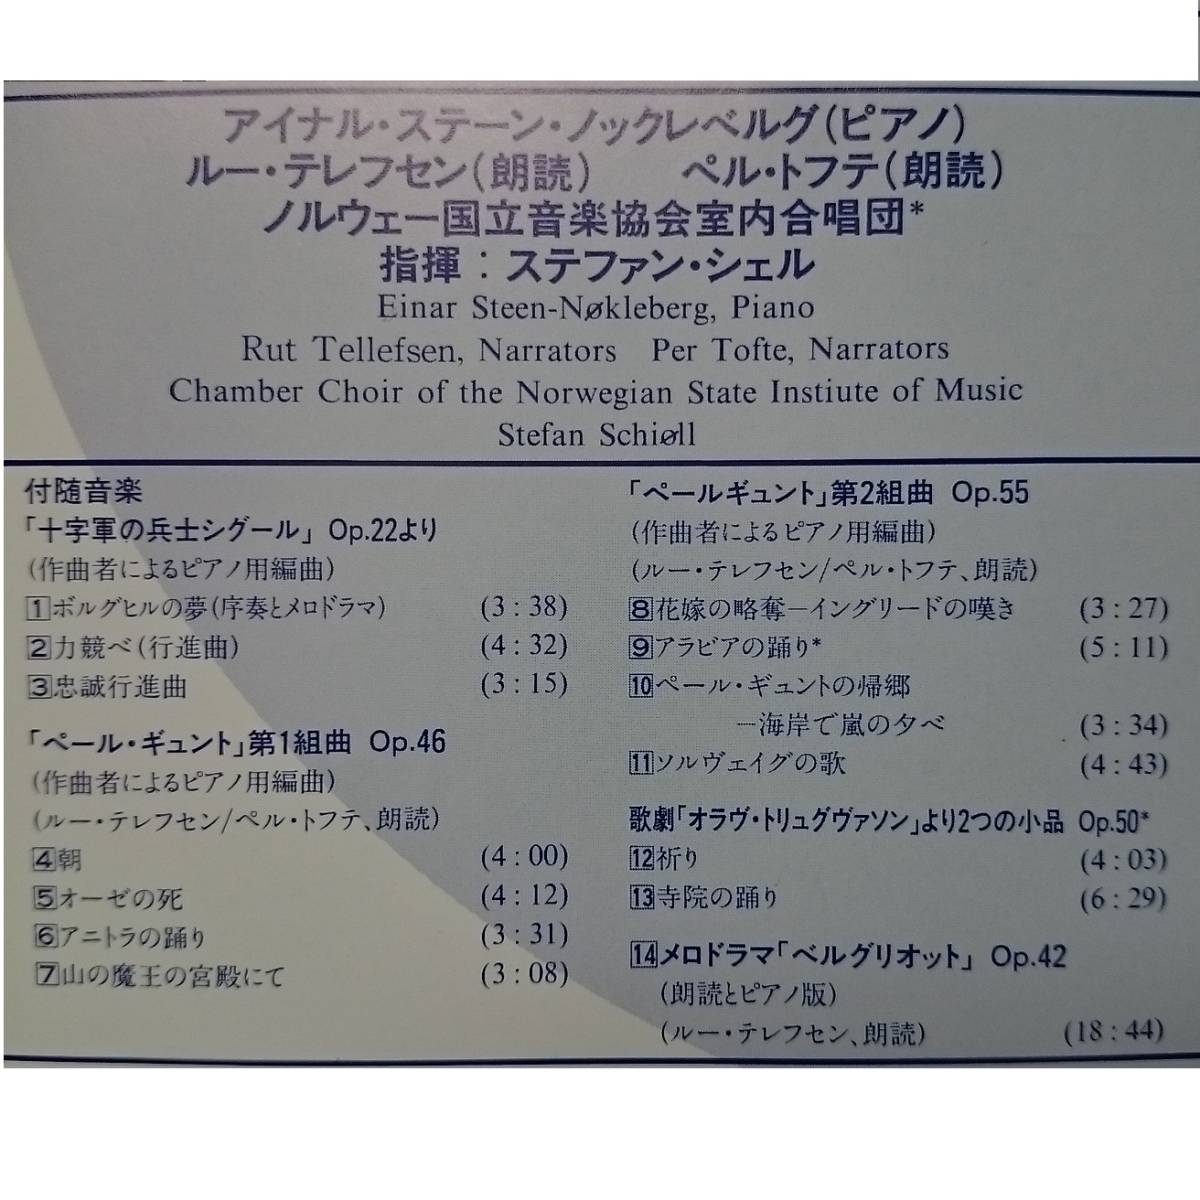 アイナル・ステーン・ノックレベルグ(ピアノ)
ルー・テレフセン(朗読)　ペル・トフテ(朗読)
ノルウェー国立音楽協会室内合唱団*
指揮：ステファン・シェル
Einar Steen-Nøkleberg, Piano
Rut Tellefsen, Narrators Per Tofte, Narrators
Chamber Choir of the Norwegian State Instiute of Music
Stefan Schiøll
付随音楽
「十字軍の兵士シグール」 Op.22より
(作曲者によるピアノ用編曲)
1 ボルグヒルの夢(序奏とメロドラマ) (3:38)
2 力競べ(行進曲) (4:32)
3 忠誠行進曲 (3:15)
「ペール・ギュント」第1組曲 Op.46
(作曲者によるピアノ用編曲)
(ルー・テレフセン/ペル・トフテ、朗読)
4 朝 (4:00)
5 オーゼの死 (4:12)
6 アニトラの踊り (3:31)
7 山の魔王の宮殿にて (3:08)
「ペールギュント」第2組曲 Op.55
(作曲者によるピアノ用編曲)
(ルー・テレフセン/ペル・トフテ、朗読)
8 花嫁の略奪－イングリードの嘆き (3:27)
9 アラビアの踊り* (5:11)
10 ペール・ギュントの帰郷
－海岸で嵐の夕べ (3:34)
11 ソルヴェイグの歌 (4:43)
歌劇「オラヴ・トリュグヴァソン」より2つの小品 Op.50*
12 祈り (4:03)
13 寺院の踊り (6:29)
14 メロドラマ「ベルグリオット」 Op.42
(朗読とピアノ版)
(ルー・テレフセン、朗読) (18:44)